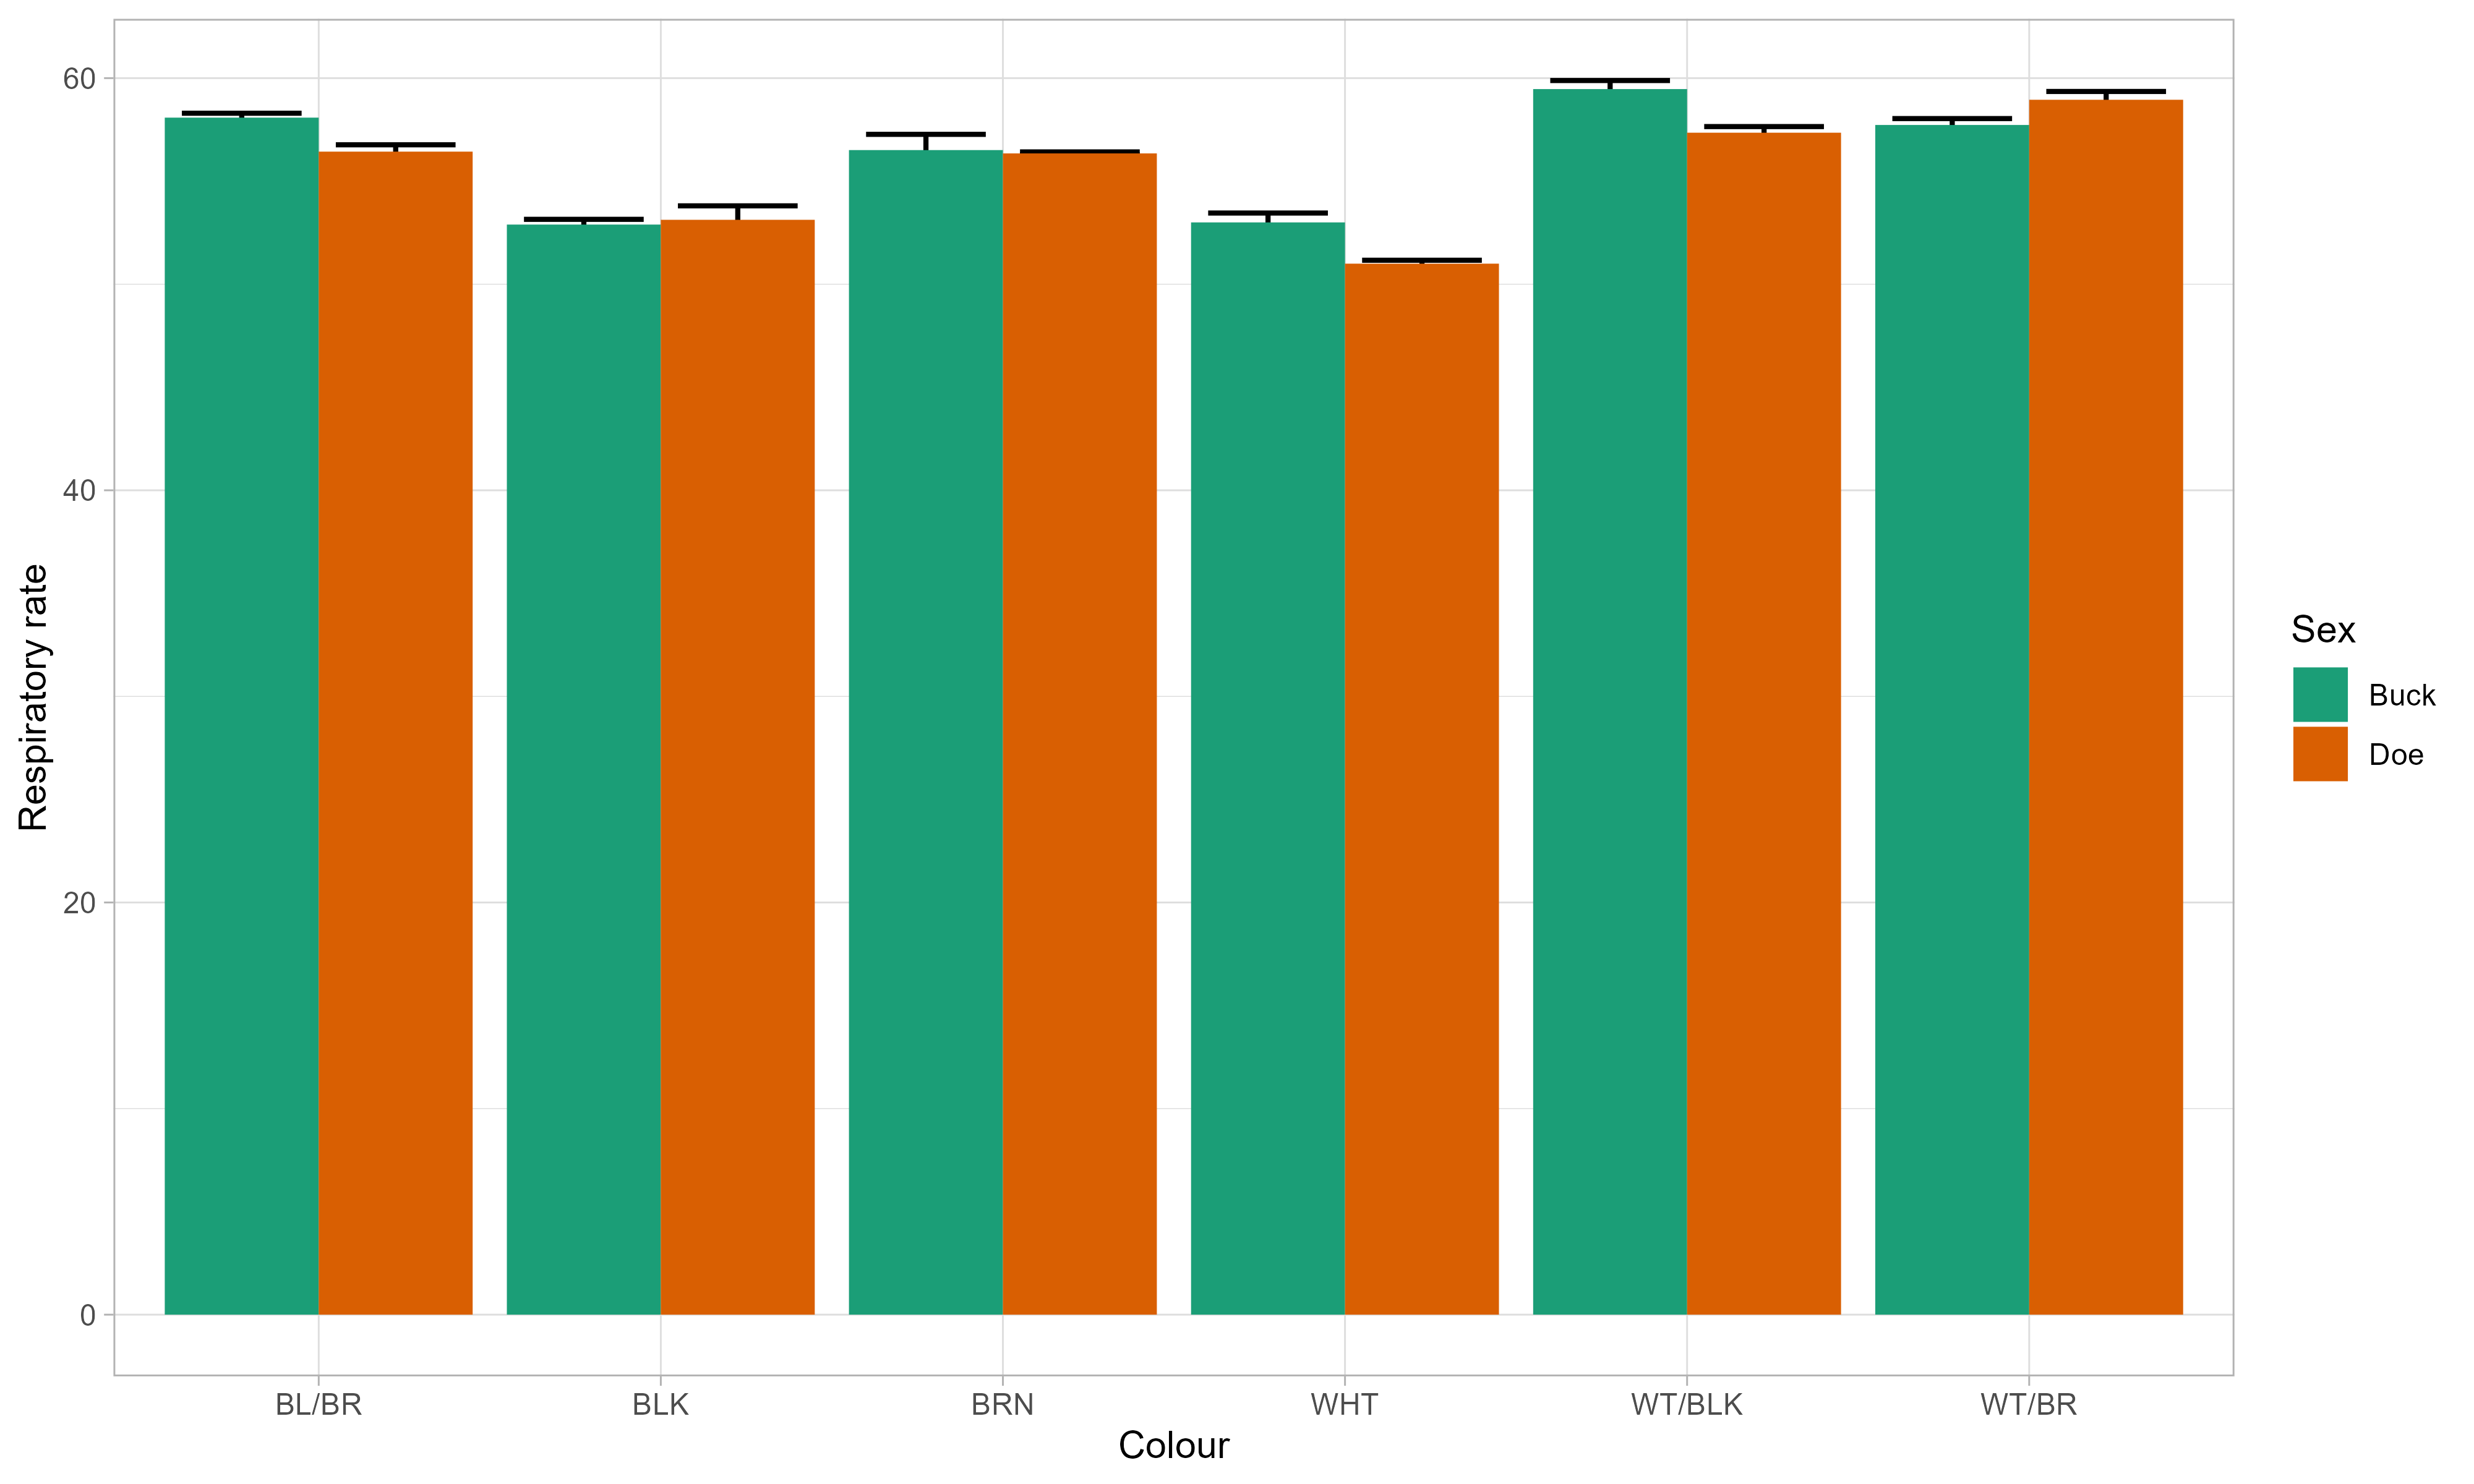 60
40
20
0
Respiratory rate
BL/BR BLK BRN WHT WT/BLK WT/BR
Colour
Sex
Buck
Doe